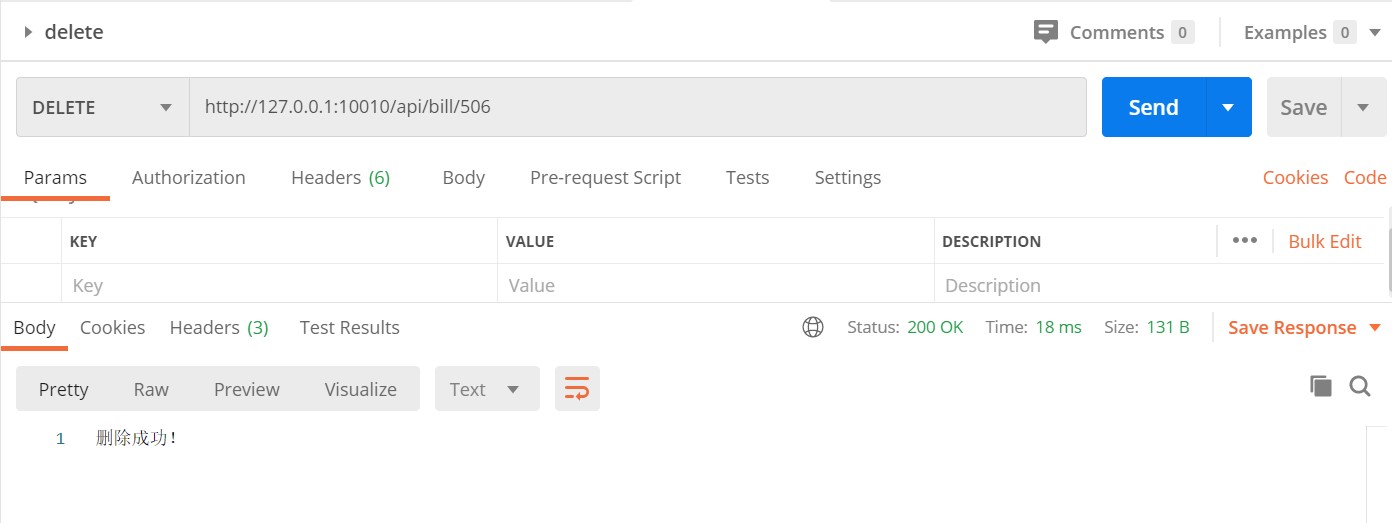 delete
Comments 0
Examples 0
DELETE
http://127.0.0.1:10010/api/bill/506
Send
Save
Params Authorization Headers (6) Body Pre-request Script Tests Settings Cookies Code
KEY VALUE DESCRIPTION ••• Bulk Edit
Key Value Description
Body Cookies Headers (3) Test Results Status: 200 OK Time: 18 ms Size: 131 B Save Response
Pretty Raw Preview Visualize Text
1 删除成功!